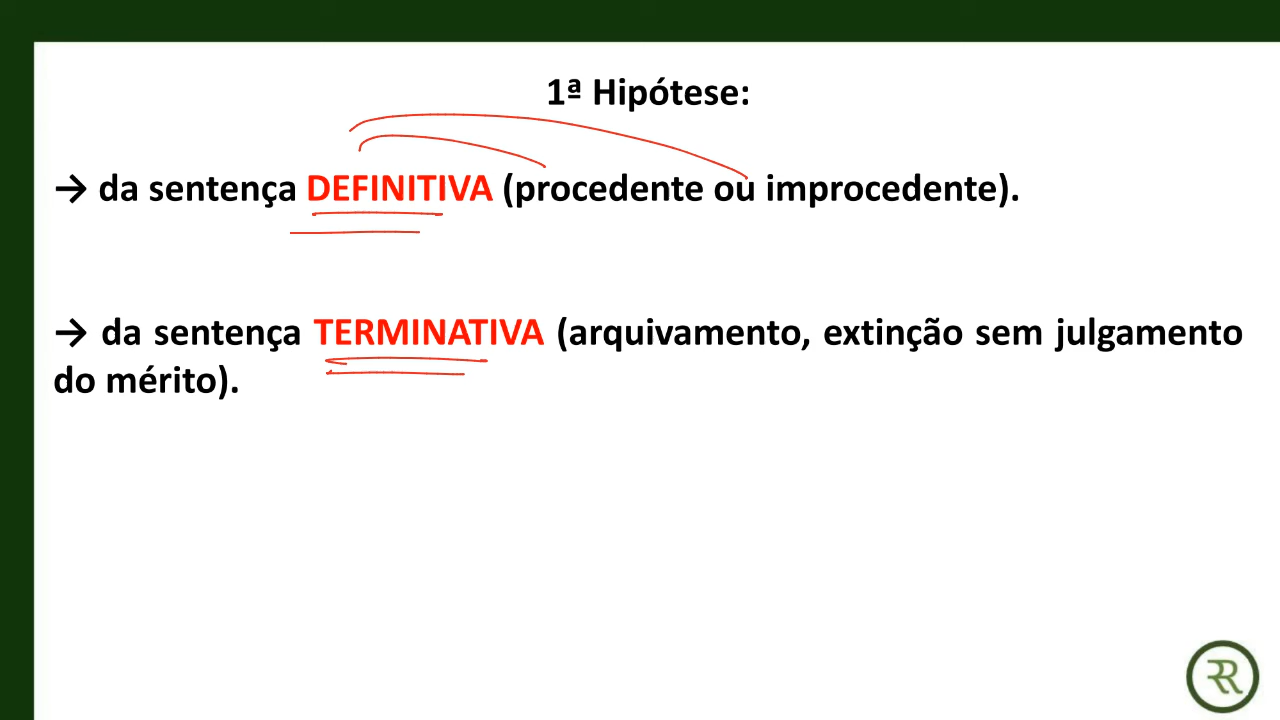 1ª Hipótese:
→ da sentença DEFINITIVA (procedente ou improcedente).
→ da sentença TERMINATIVA (arquivamento, extinção sem julgamento
do mérito).